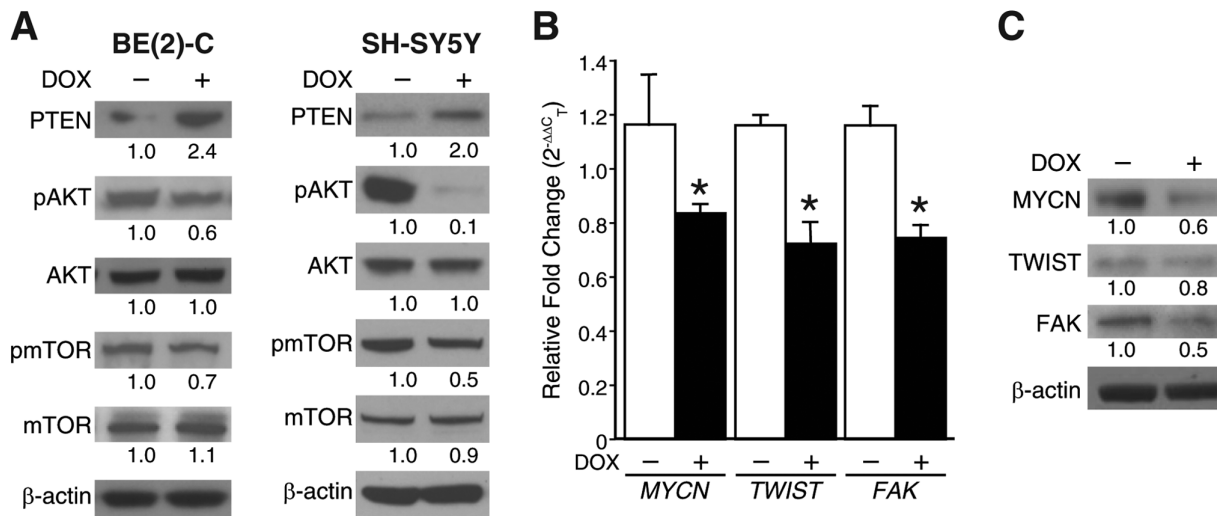 A
BE(2)-C
DOX − +
PTEN
1.0 2.4
pAKT
1.0 0.6
AKT
1.0 1.0
pmTOR
1.0 0.7
mTOR
1.0 1.1
β-actin
SH-SY5Y
DOX − +
PTEN
1.0 2.0
pAKT
1.0 0.1
AKT
1.0 1.0
pmTOR
1.0 0.5
mTOR
1.0 0.9
β-actin
B
Relative Fold Change (2^-ΔΔC_T)
1.4
1.2
1.0
0.8
0.6
0.4
0.2
0
* * *
DOX − + − + − +
MYCN TWIST FAK
C
DOX − +
MYCN
1.0 0.6
TWIST
1.0 0.8
FAK
1.0 0.5
β-actin